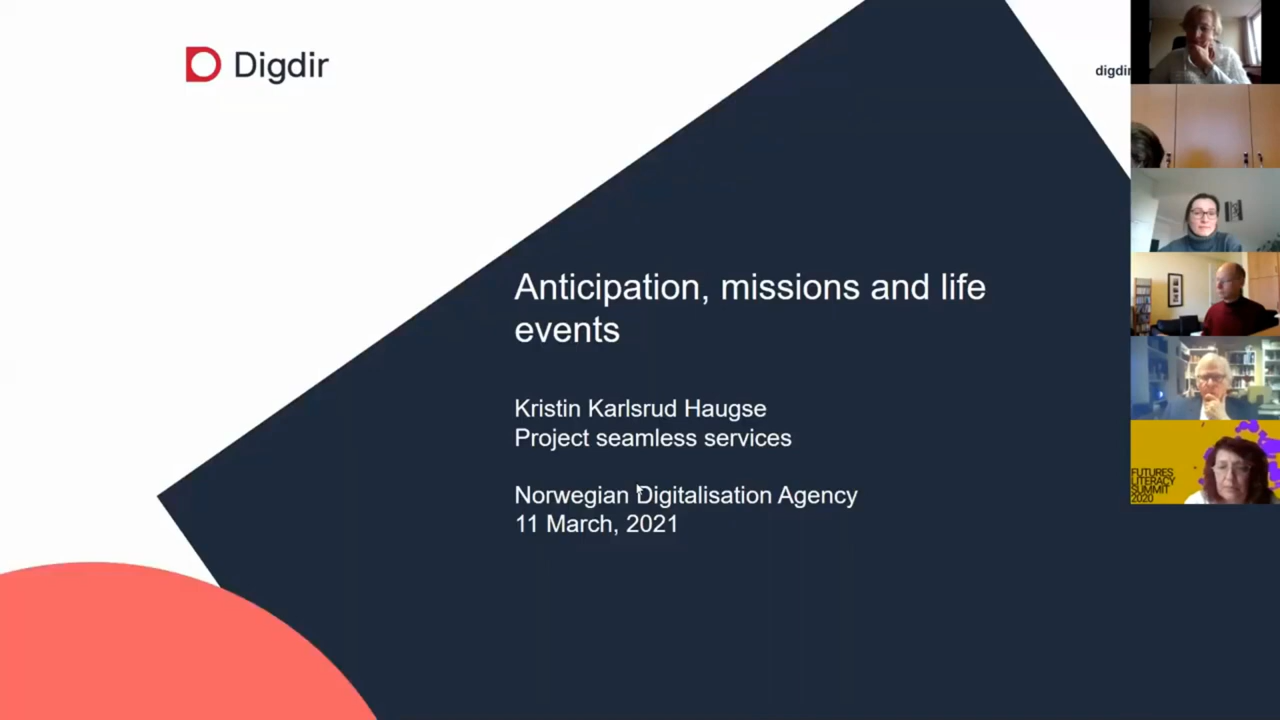 Digdir
digdir
Anticipation, missions and life
events
Kristin Karlsrud Haugse
Project seamless services
Norwegian Digitalisation Agency
11 March, 2021
FUTURES
LITERACY
SUMMIT
2020